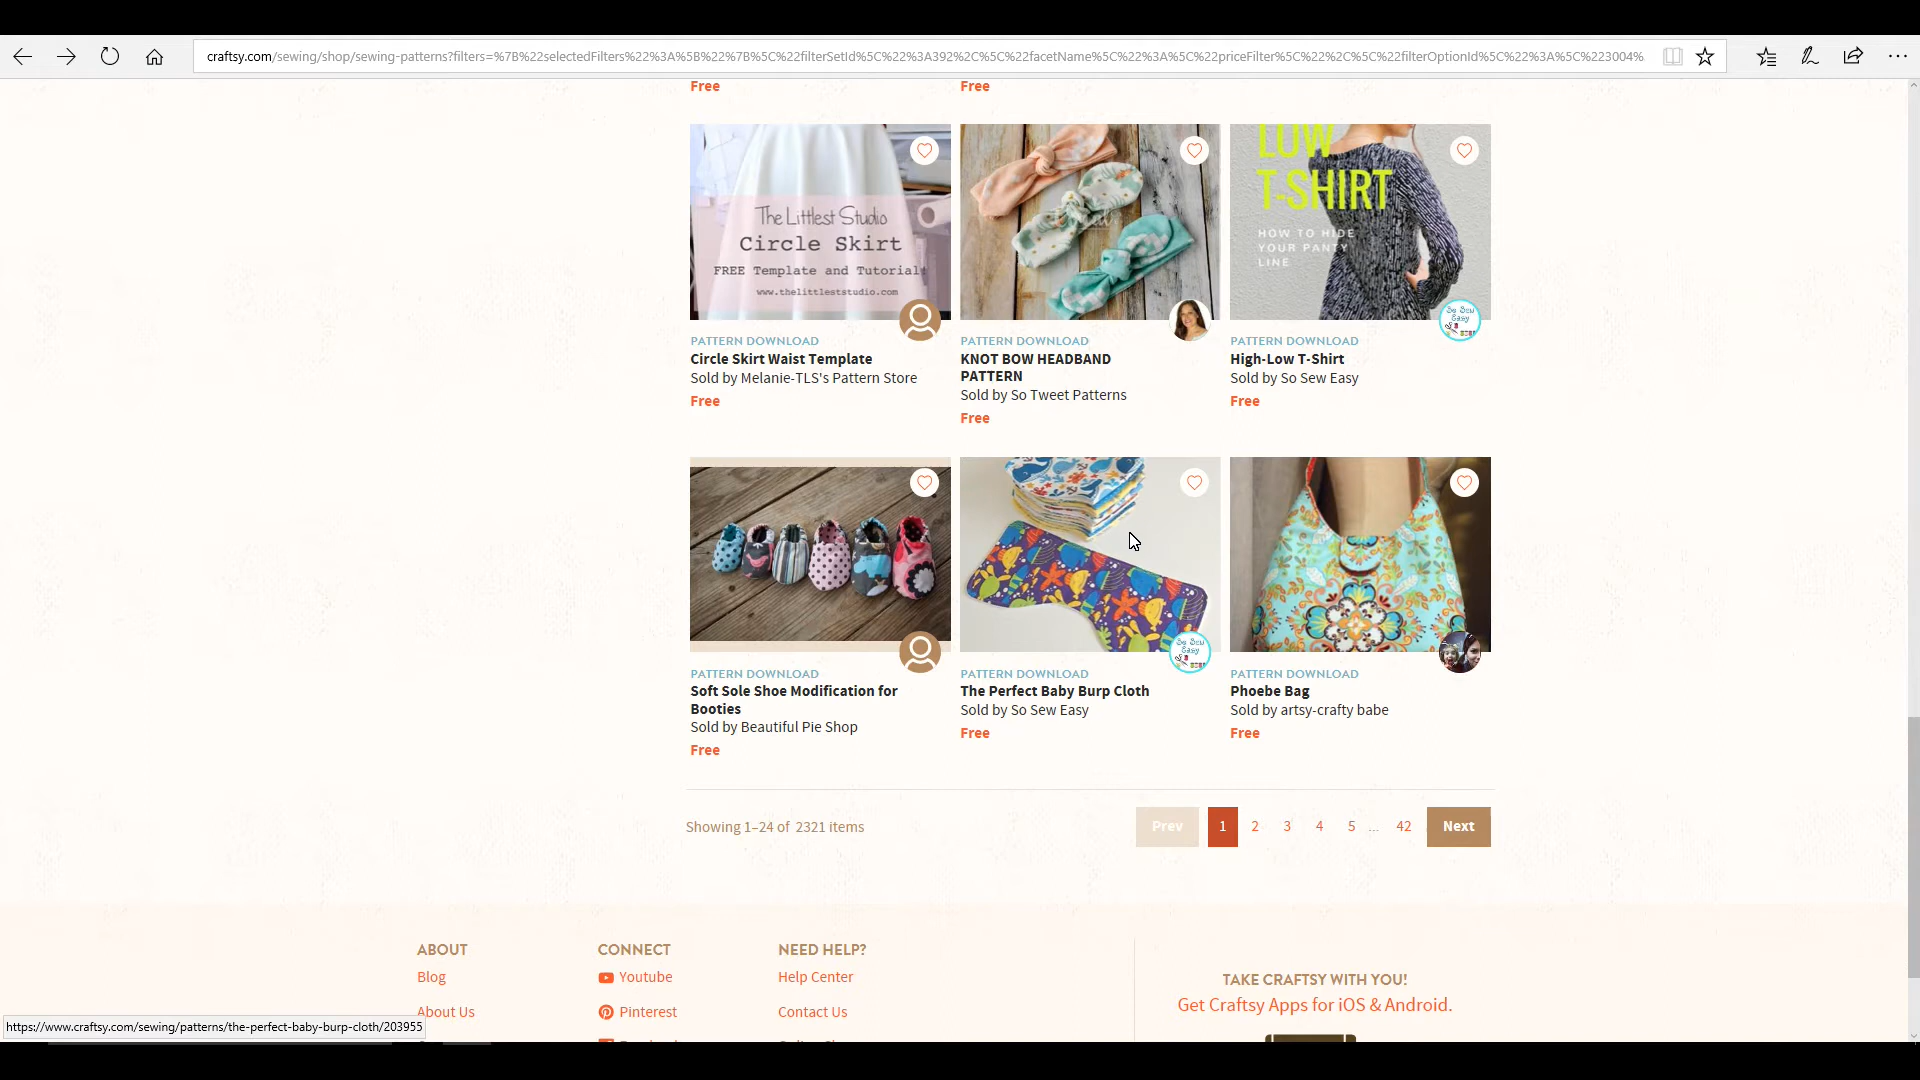 craftsy.com/sewing/shop/sewing-patterns?filters=%7B%22selectedFilters%22%3A%5B%22%7B%5C%22filterSetId%5C%22%3A392%2C%5C%22facetName%5C%22%3A%5C%22priceFilter%5C%22%2C%5C%22filterOptionId%5C%22%3A%5C%223004%
Free Free
The Littlest Studio
Circle Skirt
FREE Template and Tutorials
www.thelittleststudio.com
LOW
T-SHIRT
HOW TO HIDE
YOUR PANTY
LINE
So Sew
Easy
PATTERN DOWNLOAD
Circle Skirt Waist Template
Sold by Melanie-TLS's Pattern Store
Free
PATTERN DOWNLOAD
KNOT BOW HEADBAND
PATTERN
Sold by So Tweet Patterns
Free
PATTERN DOWNLOAD
High-Low T-Shirt
Sold by So Sew Easy
Free
So Sew
Easy
PATTERN DOWNLOAD
Soft Sole Shoe Modification for
Booties
Sold by Beautiful Pie Shop
Free
PATTERN DOWNLOAD
The Perfect Baby Burp Cloth
Sold by So Sew Easy
Free
PATTERN DOWNLOAD
Phoebe Bag
Sold by artsy-crafty babe
Free
Showing 1–24 of 2321 items
Prev 1 2 3 4 5 ... 42 Next
ABOUT
Blog
About Us
CONNECT
Youtube
Pinterest
NEED HELP?
Help Center
Contact Us
TAKE CRAFTSY WITH YOU!
Get Craftsy Apps for iOS & Android.
https://www.craftsy.com/sewing/patterns/the-perfect-baby-burp-cloth/203955